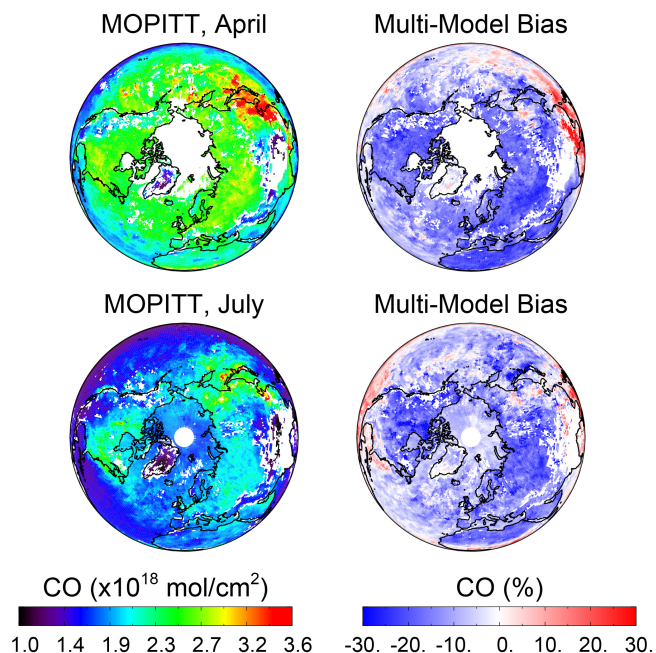 MOPITT, April
Multi-Model Bias
MOPITT, July
Multi-Model Bias
CO (x10¹⁸ mol/cm²)
1.0 1.4 1.9 2.3 2.7 3.2 3.6
CO (%)
-30. -20. -10. 0. 10. 20. 30.